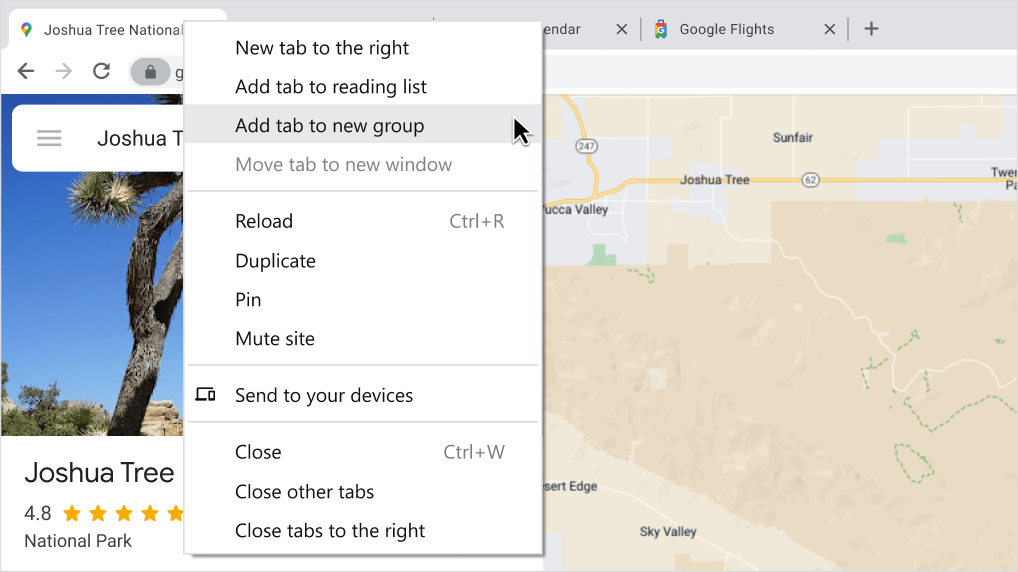 Joshua Tree National
endar
Google Flights
g
Joshua T
New tab to the right
Add tab to reading list
Add tab to new group
Move tab to new window
Reload Ctrl+R
Duplicate
Pin
Mute site
Send to your devices
Close Ctrl+W
Close other tabs
Close tabs to the right
Joshua Tree
4.8
National Park
247
Sunfair
Joshua Tree
62
Twen
Pa
ucca Valley
sert Edge
Sky Valley